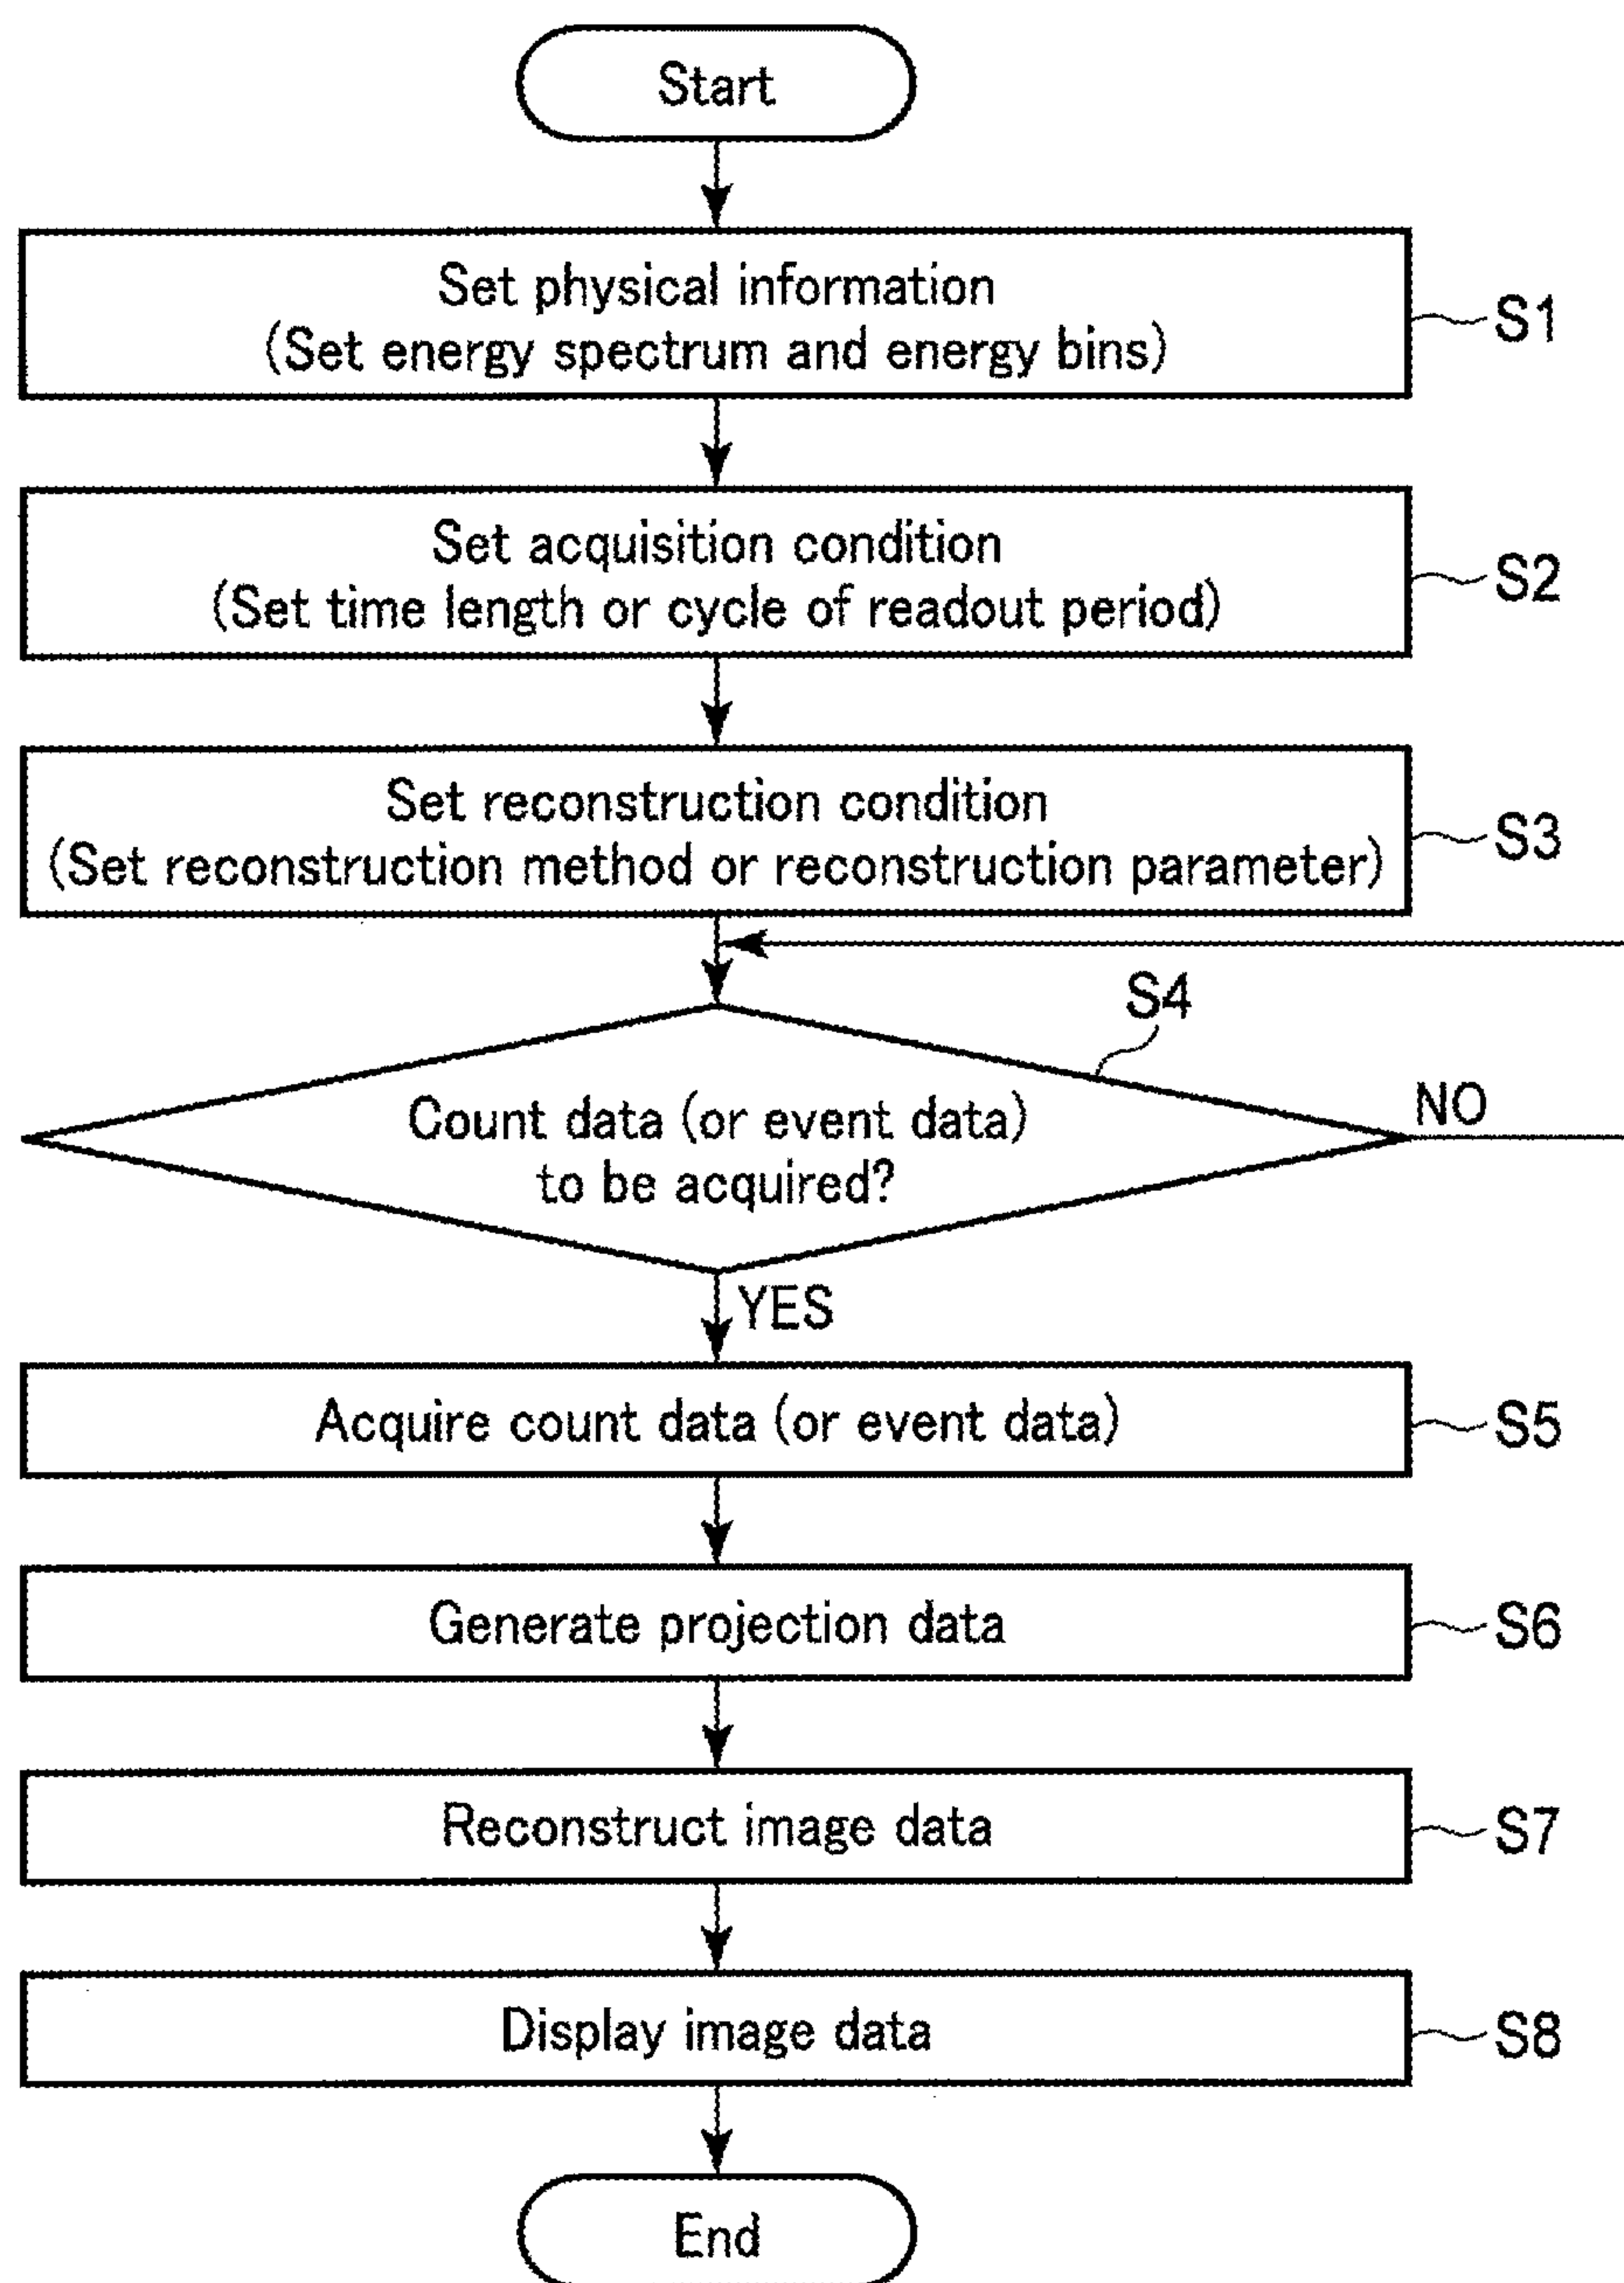 Start
Set physical information
(Set energy spectrum and energy bins)
S1
Set acquisition condition
(Set time length or cycle of readout period)
S2
Set reconstruction condition
(Set reconstruction method or reconstruction parameter)
S3
S4
Count data (or event data)
to be acquired?
NO
YES
Acquire count data (or event data)
S5
Generate projection data
S6
Reconstruct image data
S7
Display image data
S8
End